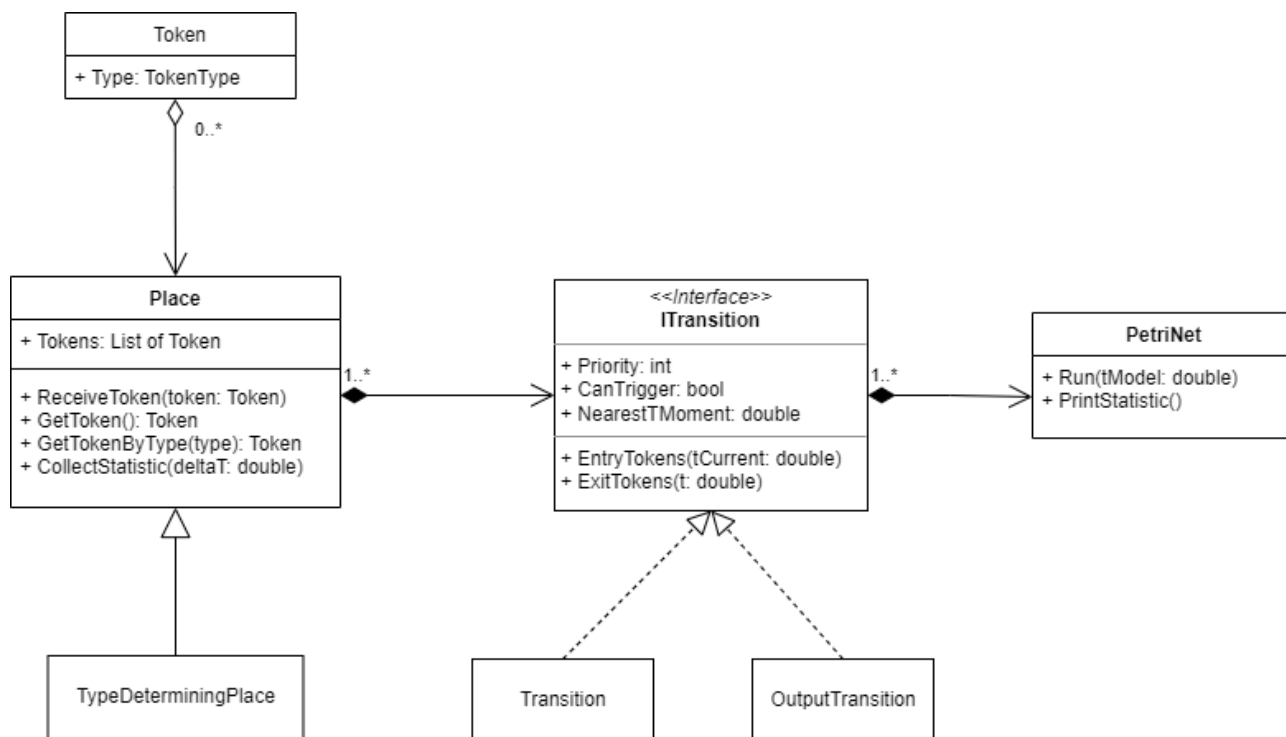 Token
+ Type: TokenType
0..*
Place
+ Tokens: List of Token
+ ReceiveToken(token: Token)
+ GetToken(): Token
+ GetTokenByType(type): Token
+ CollectStatistic(deltaT: double)
1..*
<<Interface>>
ITransition
+ Priority: int
+ CanTrigger: bool
+ NearestTMoment: double
+ EntryTokens(tCurrent: double)
+ ExitTokens(t: double)
1..*
PetriNet
+ Run(tModel: double)
+ PrintStatistic()
TypeDeterminingPlace
Transition
OutputTransition